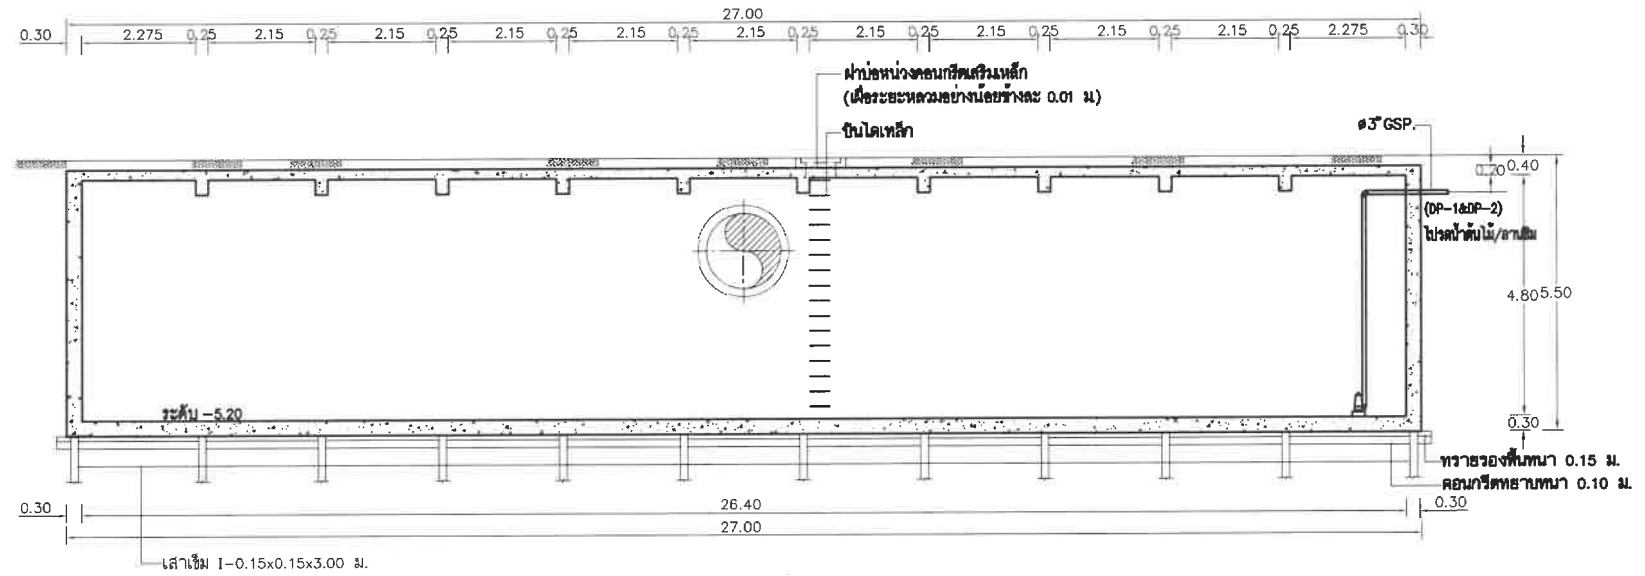 27.00
0.30 2.275 0.25 2.15 0.25 2.15 0.25 2.15 0.25 2.15 0.25 2.15 0.25 2.15 0.25 2.15 0.25 2.15 0.25 2.15 0.25 2.275 0.30
ฝาบ่อหน่วงคอนกรีตเสริมเหล็ก
(เผื่อระยะหลวมอย่างน้อยข้างละ 0.01 ม.)
บันไดเหล็ก
ø3"GSP.
0.40
(DP-1&DP-2)
ไปรดน้ำต้นไม้/ลานซึม
4.80 5.50
ระดับ -5.20
0.30
ทรายรองพื้นหนา 0.15 ม.
คอนกรีตหยาบหนา 0.10 ม.
0.30 26.40 0.30
27.00
เสาเข็ม I-0.15x0.15x3.00 ม.